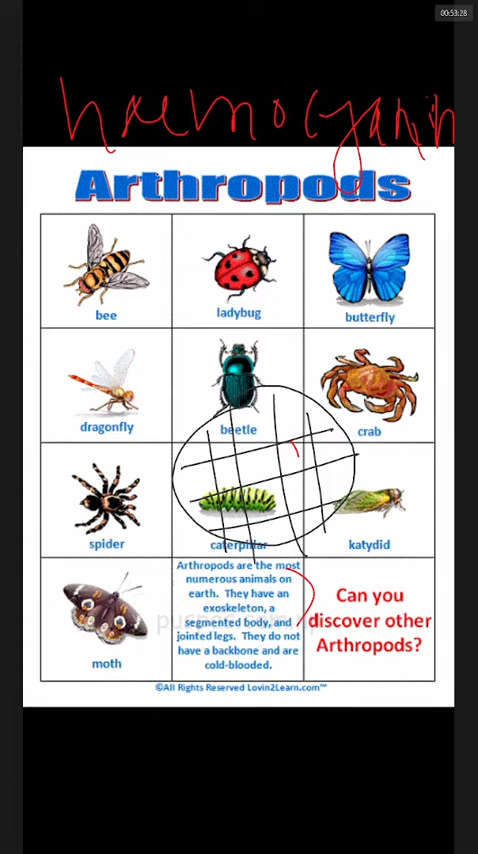 00:53:28
haemocyanin
Arthropods
bee ladybug butterfly
dragonfly beetle crab
spider caterpillar katydid
moth
Arthropods are the most
numerous animals on
earth. They have an
exoskeleton, a
segmented body, and
jointed legs. They do not
have a backbone and are
cold-blooded.
Can you
discover other
Arthropods?
©All Rights Reserved Lovin2Learn.com™